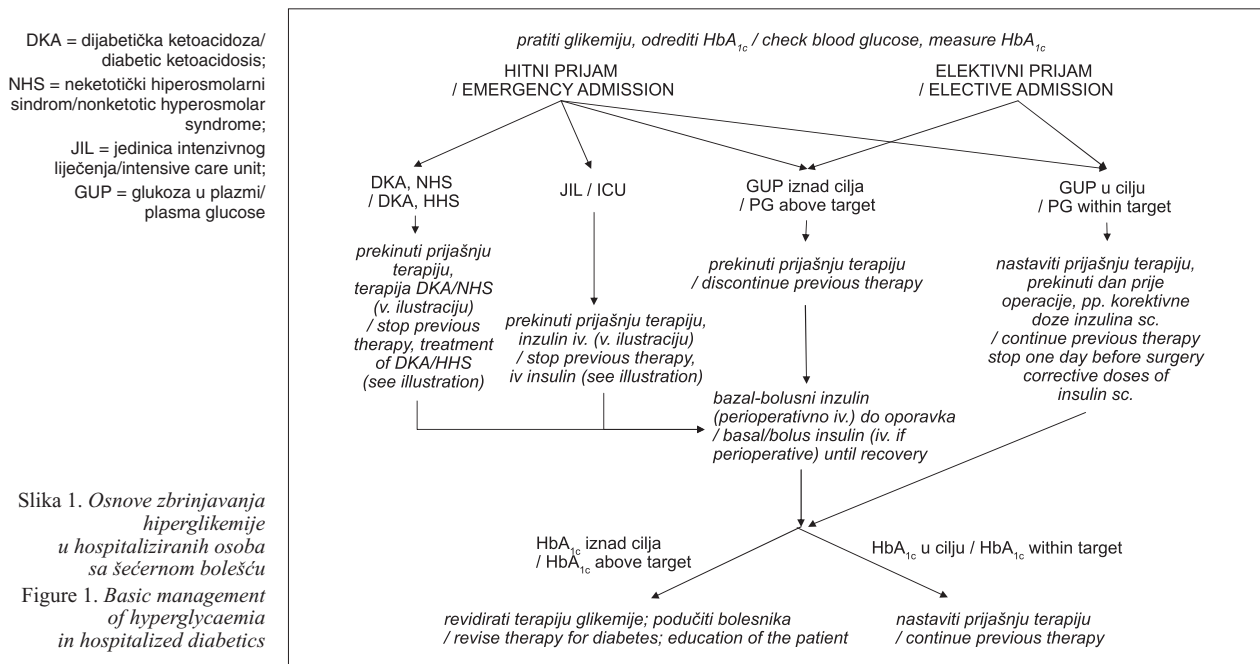 DKA = dijabetička ketoacidoza/
diabetic ketoacidosis;
NHS = neketotički hiperosmolarni
sindrom/nonketotic hyperosmolar
syndrome;
JIL = jedinica intenzivnog
liječenja/intensive care unit;
GUP = glukoza u plazmi/
plasma glucose
Slika 1. Osnove zbrinjavanja
hiperglikemije
u hospitaliziranih osoba
sa šećernom bolešću
Figure 1. Basic management
of hyperglycaemia
in hospitalized diabetics
pratiti glikemiju, odrediti HbA1c / check blood glucose, measure HbA1c
HITNI PRIJAM
/ EMERGENCY ADMISSION
ELEKTIVNI PRIJAM
/ ELECTIVE ADMISSION
DKA, NHS
/ DKA, HHS
JIL / ICU
GUP iznad cilja
/ PG above target
GUP u cilju
/ PG within target
prekinuti prijašnju
terapiju,
terapija DKA/NHS
(v. ilustraciju)
/ stop previous
therapy, treatment
of DKA/HHS
(see illustration)
prekinuti prijašnju terapiju,
inzulin iv. (v. ilustraciju)
/ stop previous therapy,
iv insulin (see illustration)
prekinuti prijašnju terapiju
/ discontinue previous therapy
nastaviti prijašnju terapiju,
prekinuti dan prije
operacije, pp. korektivne
doze inzulina sc.
/ continue previous therapy
stop one day before surgery
corrective doses of
insulin sc.
bazal-bolusni inzulin
(perioperativno iv.) do oporavka
/ basal/bolus insulin (iv. if
perioperative) until recovery
HbA1c iznad cilja
/ HbA1c above target
HbA1c u cilju / HbA1c within target
revidirati terapiju glikemije; podučiti bolesnika
/ revise therapy for diabetes; education of the patient
nastaviti prijašnju terapiju
/ continue previous therapy